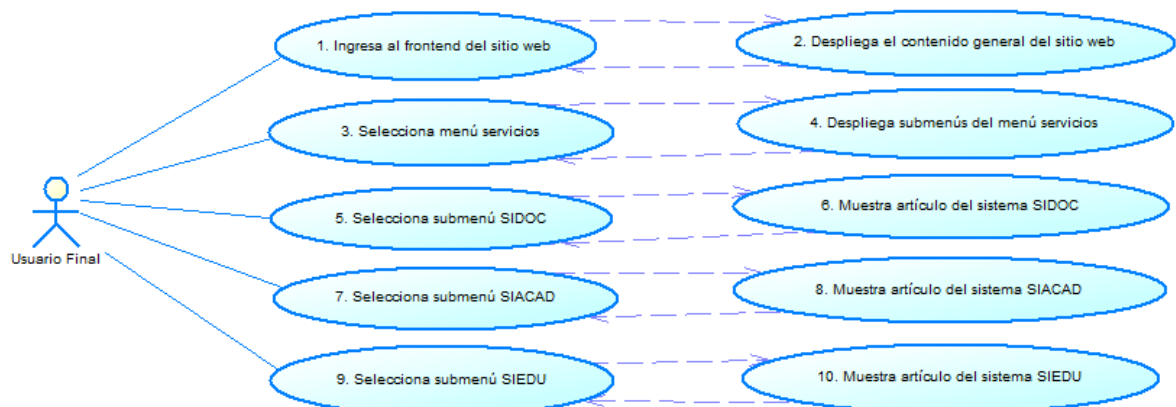 1. Ingresa al frontend del sitio web
2. Despliega el contenido general del sitio web
3. Selecciona menú servicios
4. Despliega submenús del menú servicios
5. Selecciona submenú SIDOC
6. Muestra artículo del sistema SIDOC
Usuario Final
7. Selecciona submenú SIACAD
8. Muestra artículo del sistema SIACAD
9. Selecciona submenú SIEDU
10. Muestra artículo del sistema SIEDU